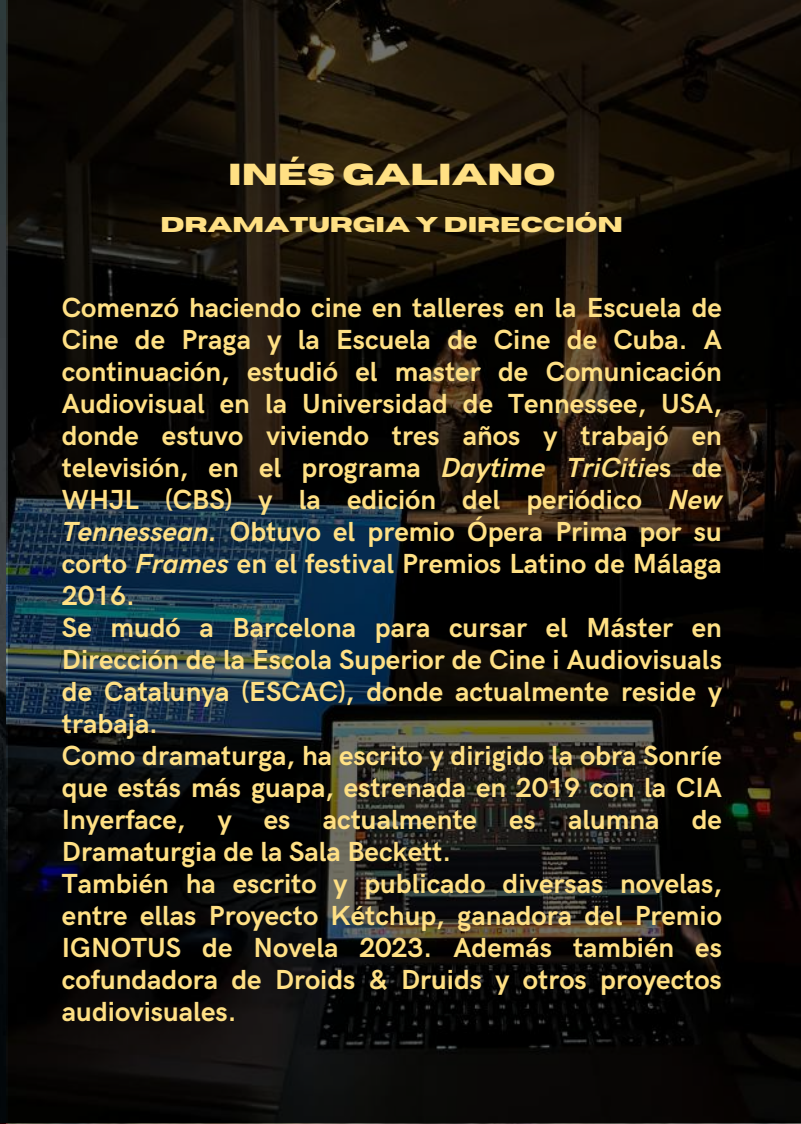 INÉS GALIANO
DRAMATURGIA Y DIRECCIÓN
Comenzó haciendo cine en talleres en la Escuela de
Cine de Praga y la Escuela de Cine de Cuba. A
continuación, estudió el master de Comunicación
Audiovisual en la Universidad de Tennessee, USA,
donde estuvo viviendo tres años y trabajó en
televisión, en el programa Daytime TriCities de
WHJL (CBS) y la edición del periódico New
Tennessean. Obtuvo el premio Ópera Prima por su
corto Frames en el festival Premios Latino de Málaga
2016.
Se mudó a Barcelona para cursar el Máster en
Dirección de la Escola Superior de Cine i Audiovisuals
de Catalunya (ESCAC), donde actualmente reside y
trabaja.
Como dramaturga, ha escrito y dirigido la obra Sonríe
que estás más guapa, estrenada en 2019 con la CIA
Inyerface, y es actualmente es alumna de
Dramaturgia de la Sala Beckett.
También ha escrito y publicado diversas novelas,
entre ellas Proyecto Kétchup, ganadora del Premio
IGNOTUS de Novela 2023. Además también es
cofundadora de Droids & Druids y otros proyectos
audiovisuales.